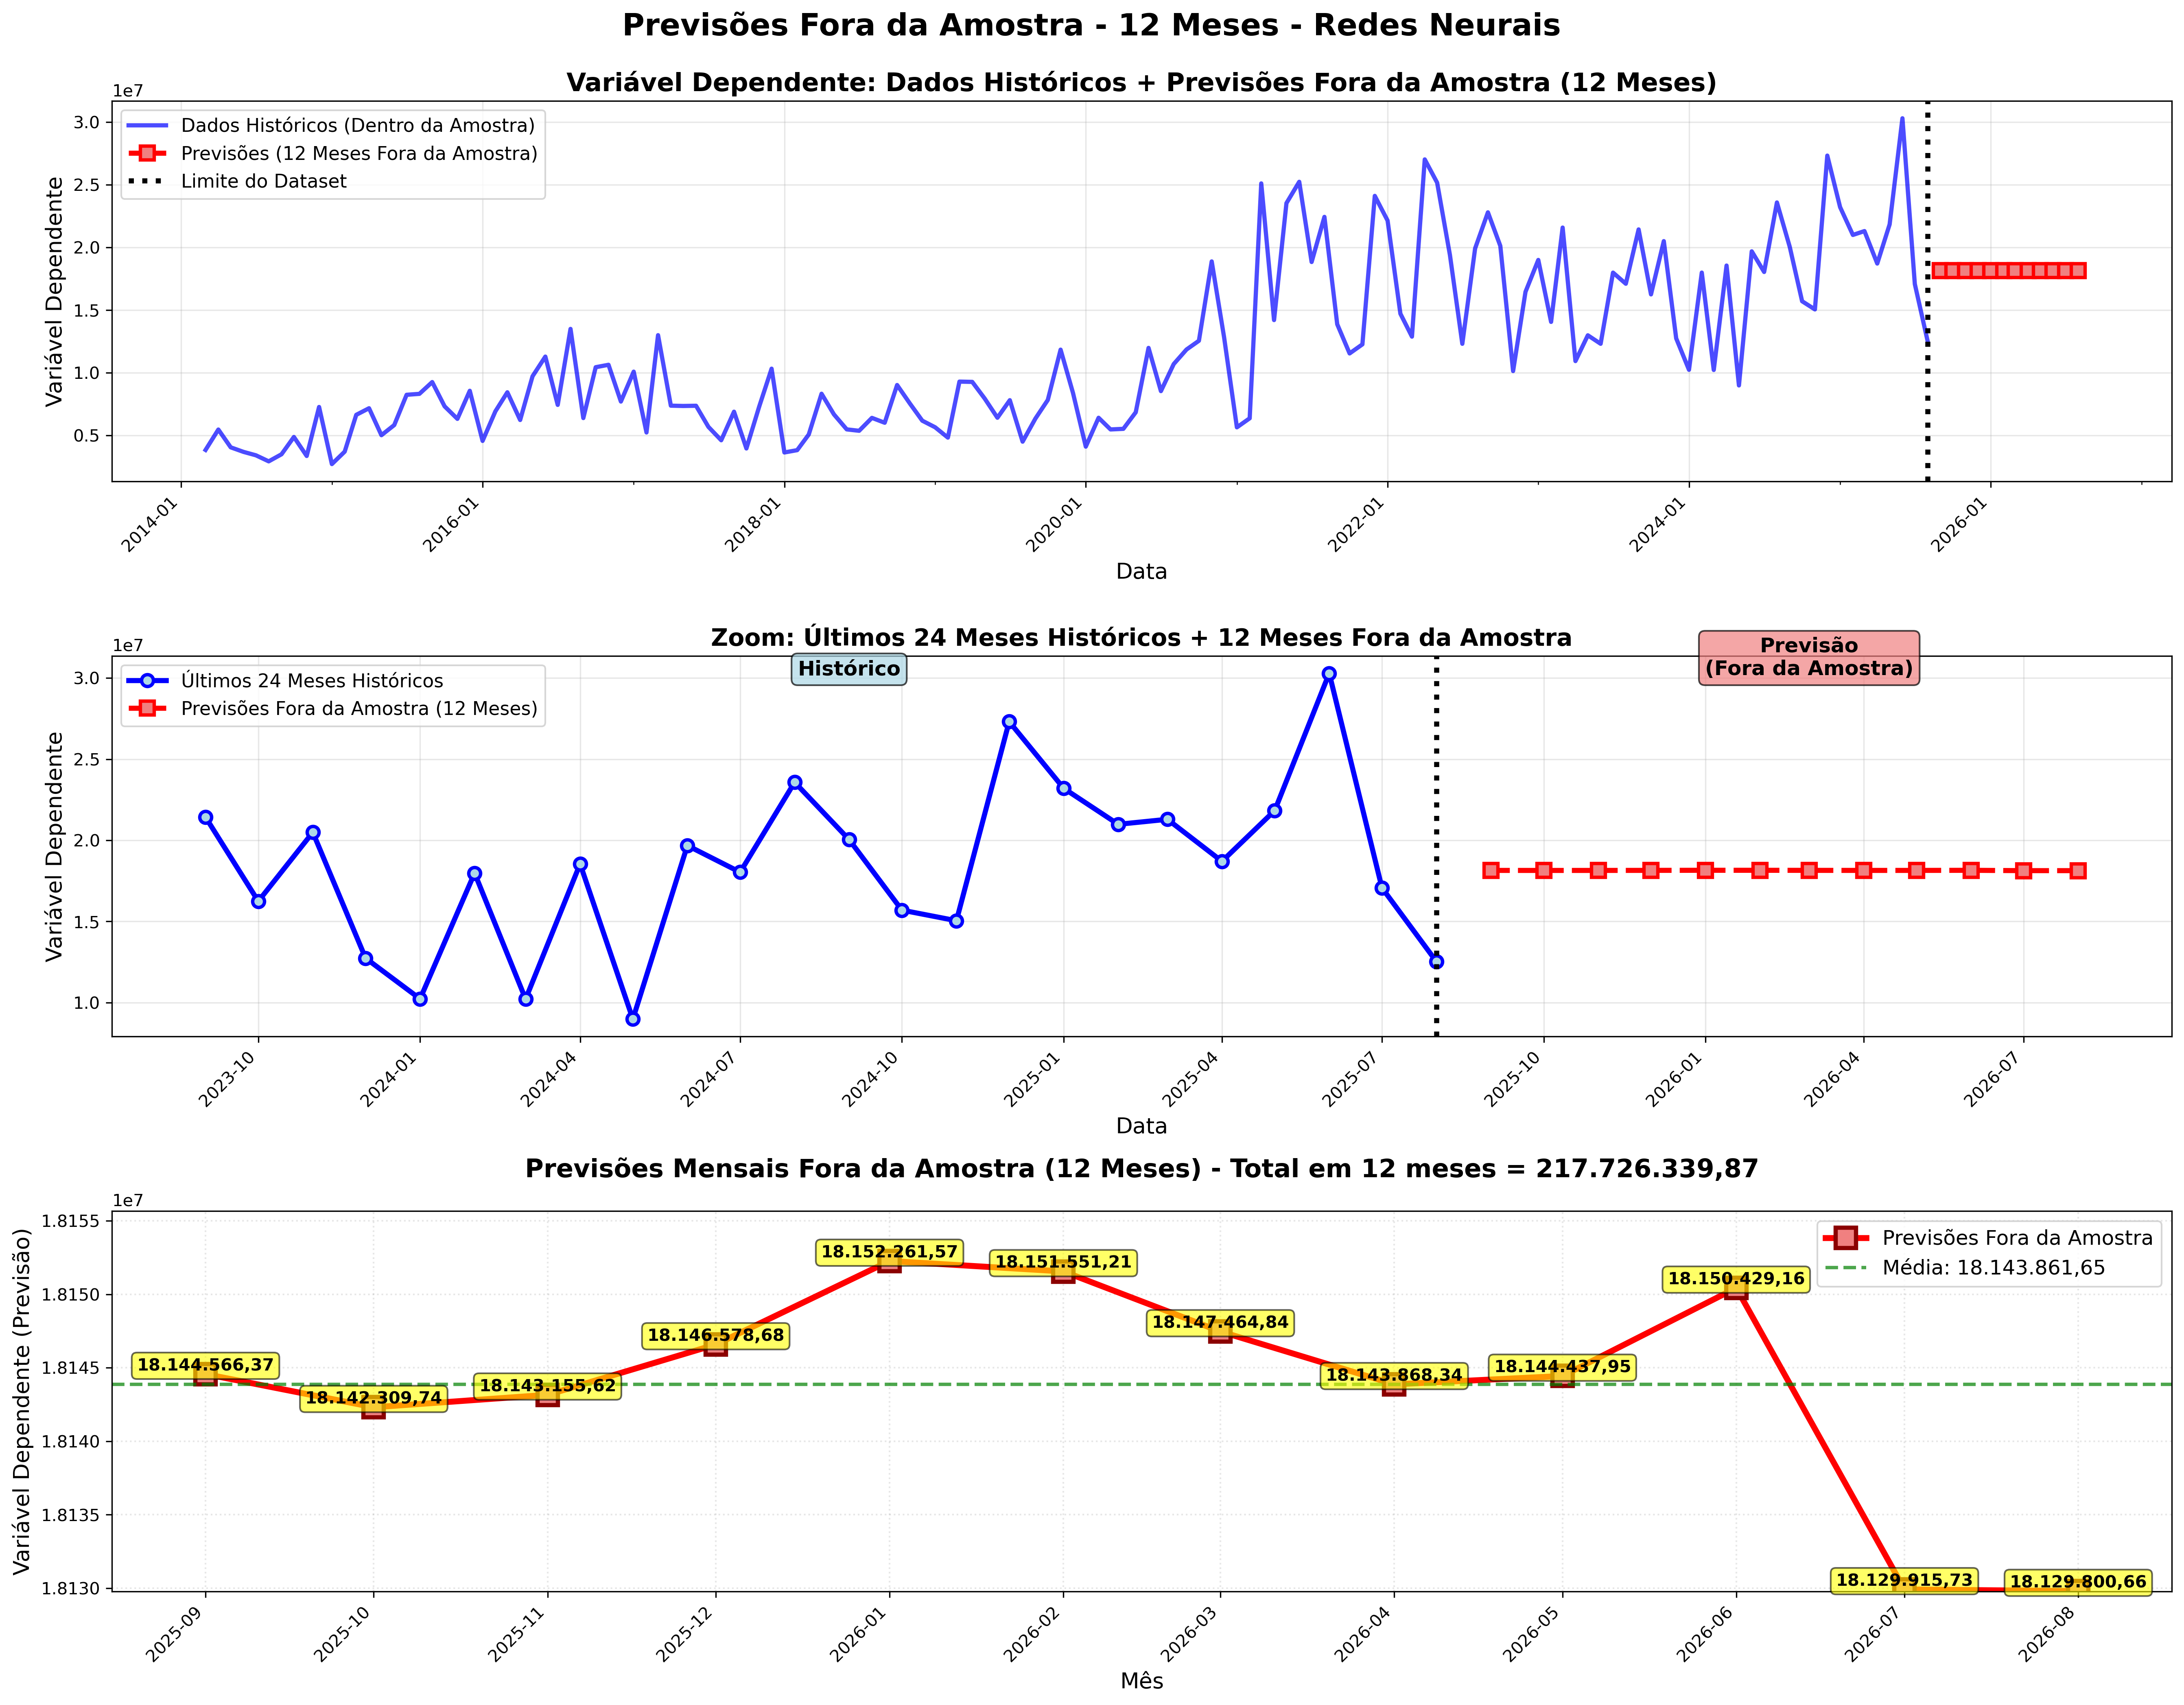 Previsões Fora da Amostra - 12 Meses - Redes Neurais
Variável Dependente: Dados Históricos + Previsões Fora da Amostra (12 Meses)
1e7
Dados Históricos (Dentro da Amostra)
Previsões (12 Meses Fora da Amostra)
Limite do Dataset
Variável Dependente
3.0
2.5
2.0
1.5
1.0
0.5
2014-01
2016-01
2018-01
2020-01
2022-01
2024-01
2026-01
Data
Zoom: Últimos 24 Meses Históricos + 12 Meses Fora da Amostra
1e7
Últimos 24 Meses Históricos
Previsões Fora da Amostra (12 Meses)
Histórico
Previsão
(Fora da Amostra)
Variável Dependente
3.0
2.5
2.0
1.5
1.0
2023-10
2024-01
2024-04
2024-07
2024-10
2025-01
2025-04
2025-07
2025-10
2026-01
2026-04
2026-07
Data
Previsões Mensais Fora da Amostra (12 Meses) - Total em 12 meses = 217.726.339,87
1e7
Previsões Fora da Amostra
Média: 18.143.861,65
Variável Dependente (Previsão)
1.8155
1.8150
1.8145
1.8140
1.8135
1.8130
18.144.566,37
18.142.309,74
18.143.155,62
18.146.578,68
18.152.261,57
18.151.551,21
18.147.464,84
18.143.868,34
18.144.437,95
18.150.429,16
18.129.915,73
18.129.800,66
2025-09
2025-10
2025-11
2025-12
2026-01
2026-02
2026-03
2026-04
2026-05
2026-06
2026-07
2026-08
Mês